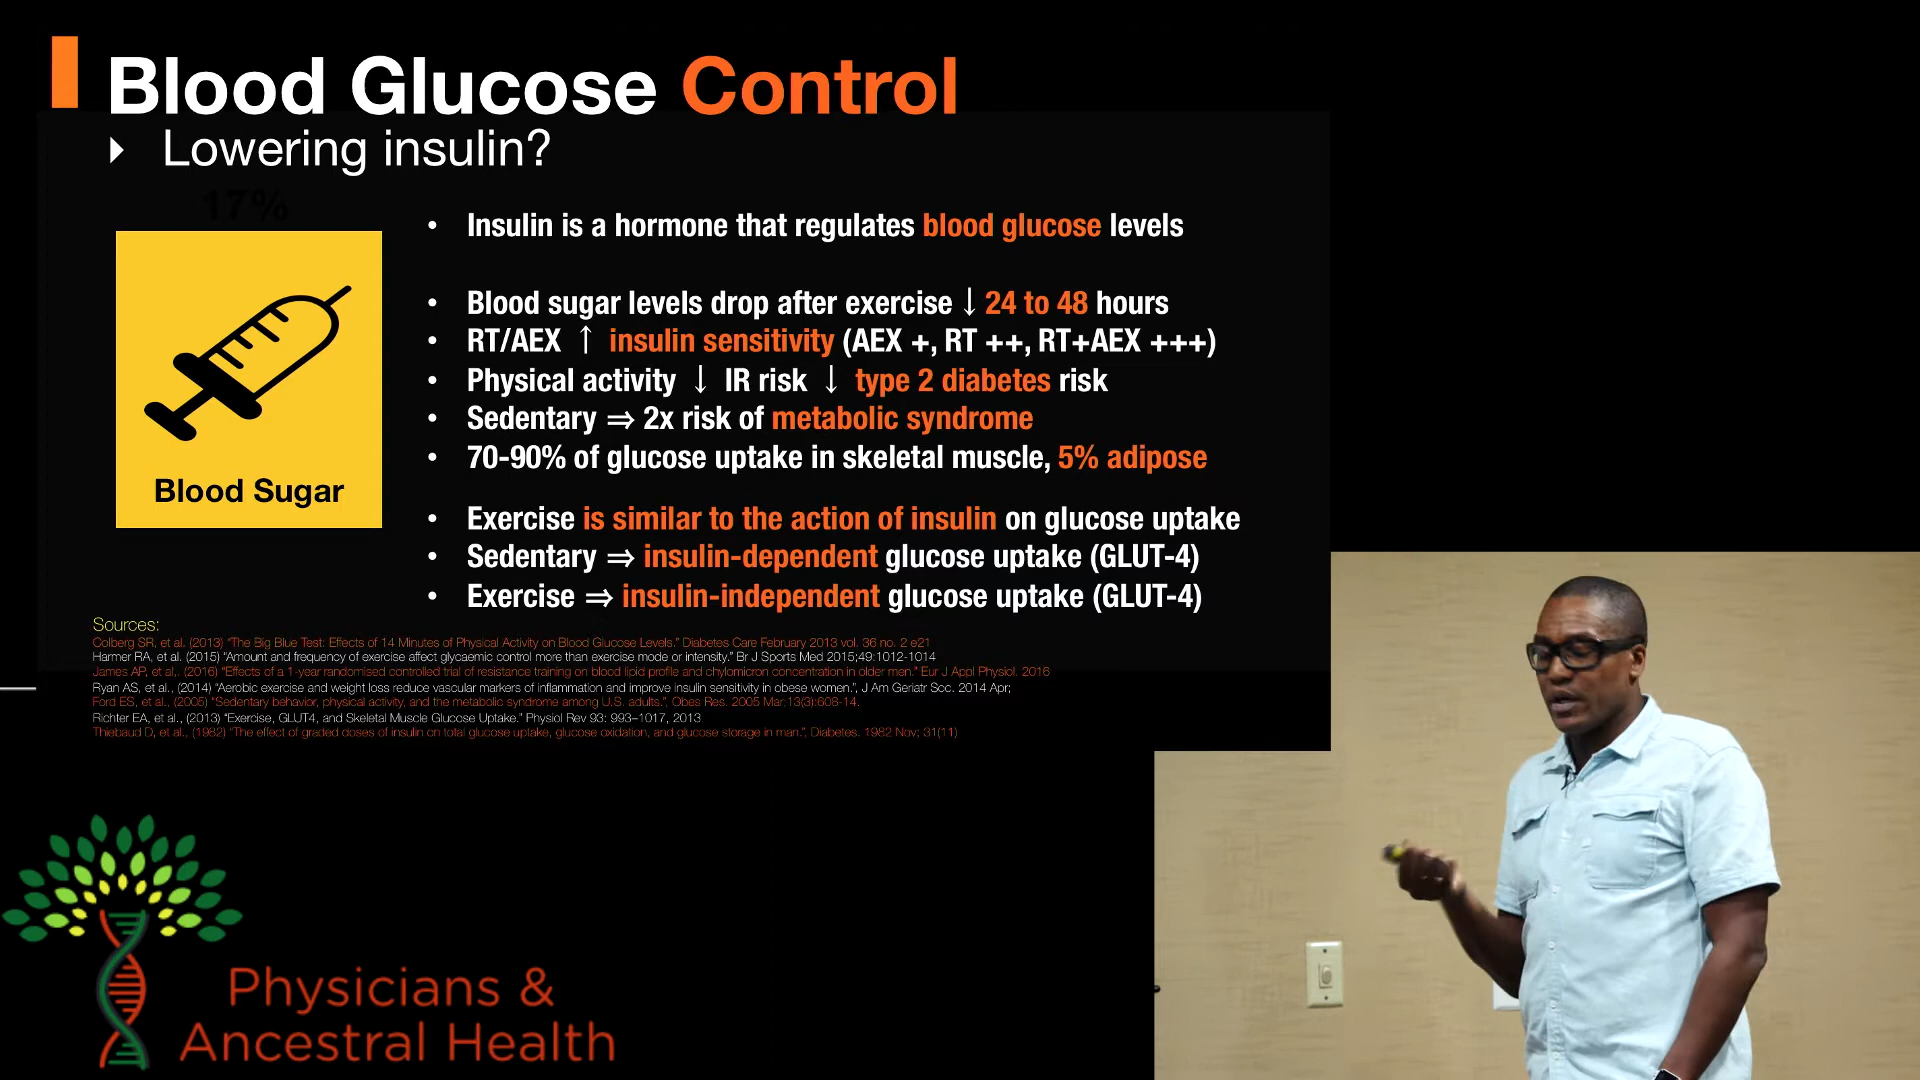 Blood Glucose Control
Lowering insulin?
17%
Blood Sugar
• Insulin is a hormone that regulates blood glucose levels
• Blood sugar levels drop after exercise ↓ 24 to 48 hours
• RT/AEX ↑ insulin sensitivity (AEX +, RT ++, RT+AEX +++)
• Physical activity ↓ IR risk ↓ type 2 diabetes risk
• Sedentary ⇒ 2x risk of metabolic syndrome
• 70-90% of glucose uptake in skeletal muscle, 5% adipose
• Exercise is similar to the action of insulin on glucose uptake
• Sedentary ⇒ insulin-dependent glucose uptake (GLUT-4)
• Exercise ⇒ insulin-independent glucose uptake (GLUT-4)
Sources:
Colberg SR, et al. (2013) "The Big Blue Test: Effects of 14 Minutes of Physical Activity on Blood Glucose Levels." Diabetes Care February 2013 vol. 36 no. 2 e21
Harmer RA, et al. (2015) "Amount and frequency of exercise affect glycaemic control more than exercise mode or intensity." Br J Sports Med 2015;49:1012-1014
James AP, et al,. (2016) "Effects of a 1-year randomised controlled trial of resistance training on blood lipid profile and chylomicron concentration in older men." Eur J Appl Physiol. 2016
Ryan AS, et al., (2014) "Aerobic exercise and weight loss reduce vascular markers of inflammation and improve insulin sensitivity in obese women.", J Am Geriatr Soc. 2014 Apr;
Ford ES, et al., (2005) "Sedentary behavior, physical activity, and the metabolic syndrome among U.S. adults.", Obes Res. 2005 Mar;13(3):608-14.
Richter EA, et al., (2013) "Exercise, GLUT4, and Skeletal Muscle Glucose Uptake." Physiol Rev 93: 993–1017, 2013
Thiebaud D, et al., (1982) "The effect of graded doses of insulin on total glucose uptake, glucose oxidation, and glucose storage in man.", Diabetes. 1982 Nov; 31(11)
Physicians &
Ancestral Health